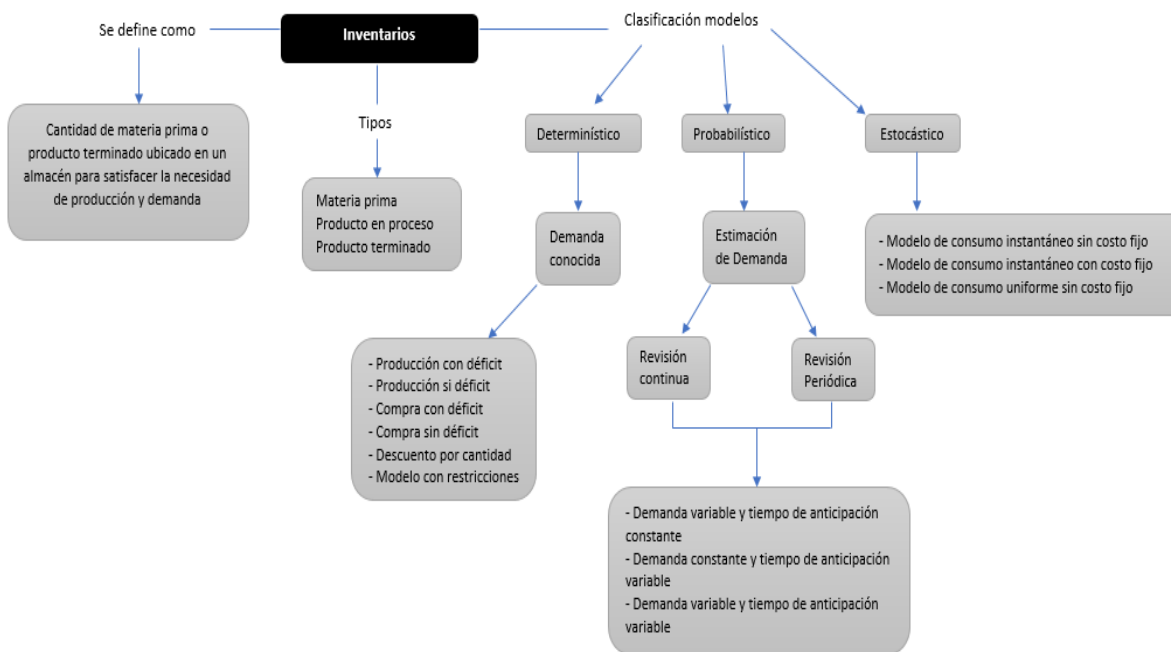 Se define como
Inventarios
Clasificación modelos
Cantidad de materia prima o
producto terminado ubicado en un
almacén para satisfacer la necesidad
de producción y demanda
Tipos
Materia prima
Producto en proceso
Producto terminado
Determinístico
Probabilístico
Estocástico
Demanda
conocida
Estimación
de Demanda
- Modelo de consumo instantáneo sin costo fijo
- Modelo de consumo instantáneo con costo fijo
- Modelo de consumo uniforme sin costo fijo
- Producción con déficit
- Producción si déficit
- Compra con déficit
- Compra sin déficit
- Descuento por cantidad
- Modelo con restricciones
Revisión
continua
Revisión
Periódica
- Demanda variable y tiempo de anticipación
constante
- Demanda constante y tiempo de anticipación
variable
- Demanda variable y tiempo de anticipación
variable